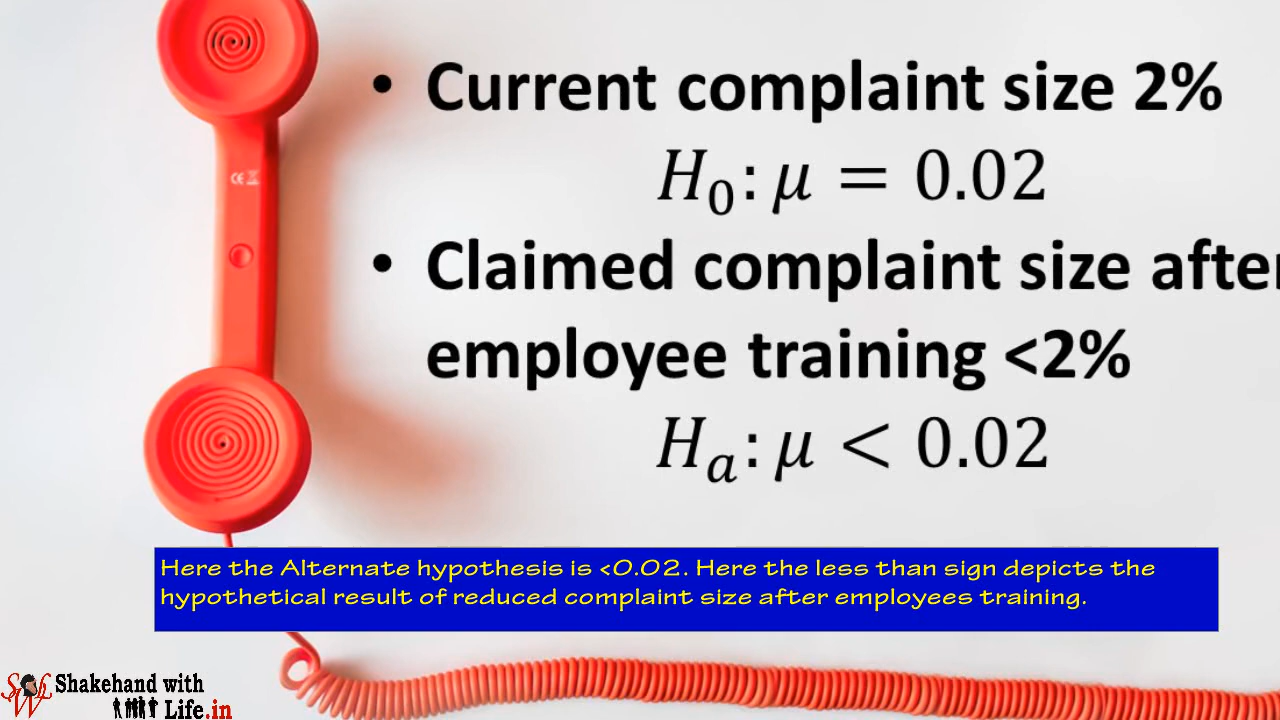 • Current complaint size 2%
H₀: μ = 0.02
• Claimed complaint size after
employee training <2%
Hₐ: μ < 0.02
Here the Alternate hypothesis is <0.02. Here the less than sign depicts the
hypothetical result of reduced complaint size after employees training.
CE
Shakehand with
Life.in